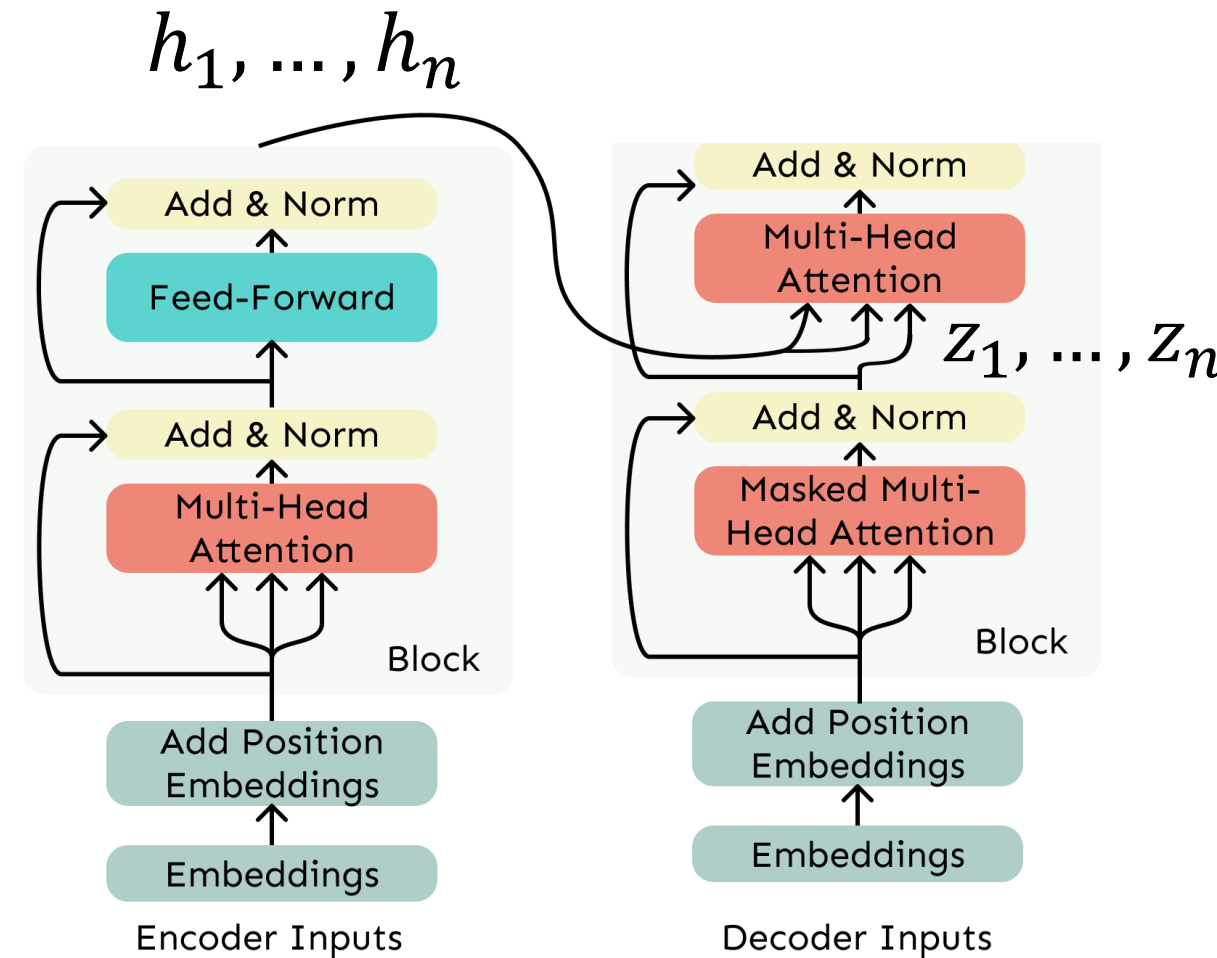 h₁, … , hₙ
Add & Norm
Feed-Forward
Add & Norm
Multi-Head
Attention
Block
Add Position
Embeddings
Embeddings
Encoder Inputs
Add & Norm
Multi-Head
Attention
z₁, … , zₙ
Add & Norm
Masked Multi-
Head Attention
Block
Add Position
Embeddings
Embeddings
Decoder Inputs